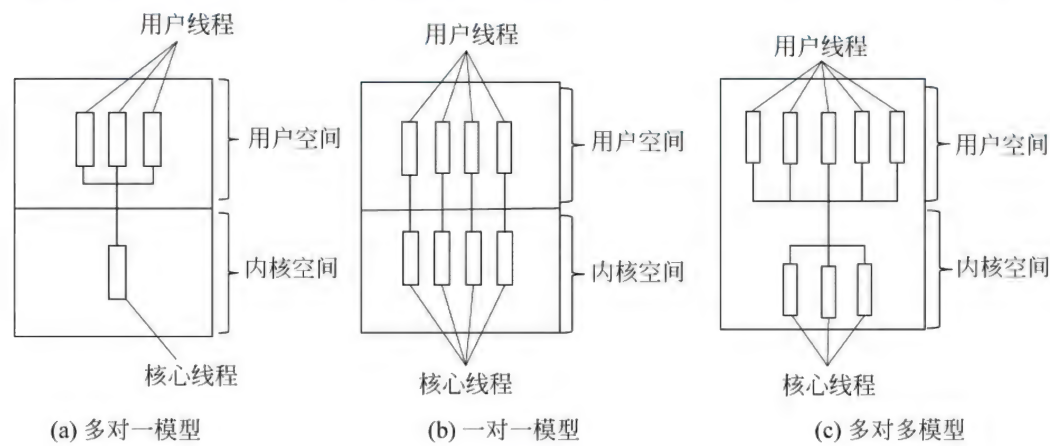 用户线程
用户空间
内核空间
核心线程
(a) 多对一模型
用户线程
用户空间
内核空间
核心线程
(b) 一对一模型
用户线程
用户空间
内核空间
核心线程
(c) 多对多模型